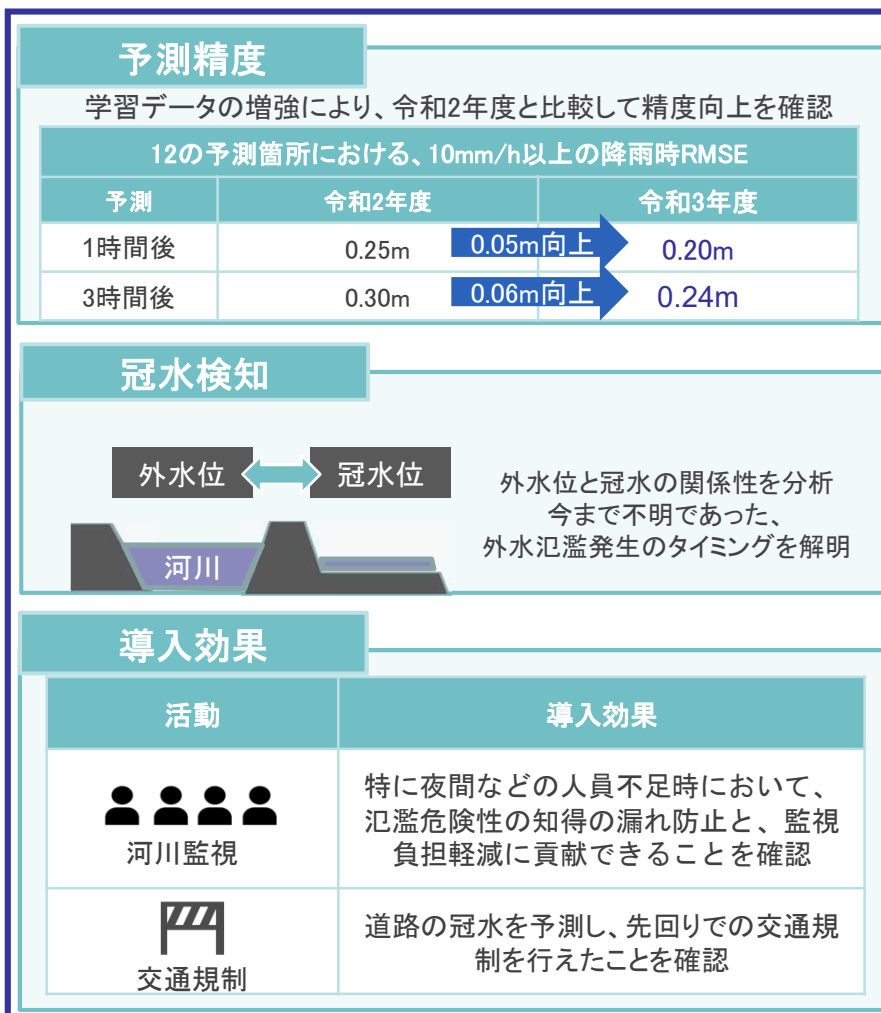 予測精度
学習データの増強により、令和2年度と比較して精度向上を確認
12の予測箇所における、10mm/h以上の降雨時RMSE
予測 令和2年度 令和3年度
1時間後 0.25m 0.05m向上 0.20m
3時間後 0.30m 0.06m向上 0.24m
冠水検知
外水位 冠水位
河川
外水位と冠水の関係性を分析
今まで不明であった、
外水氾濫発生のタイミングを解明
導入効果
活動 導入効果
河川監視
特に夜間などの人員不足時において、
氾濫危険性の知得の漏れ防止と、監視
負担軽減に貢献できることを確認
交通規制
道路の冠水を予測し、先回りでの交通規
制を行えたことを確認